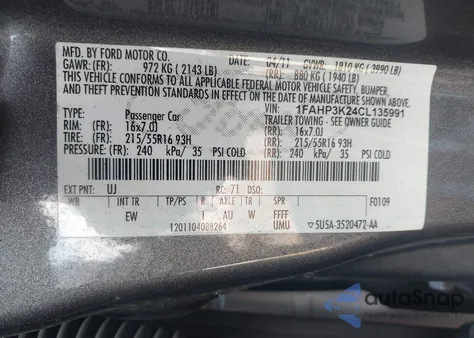 MFD. BY FORD MOTOR CO.
DATE: 04/11 GVWR: 1810 KG (3990 LB)
GAWR: (FR): 972 KG (2143 LB) (RR): 880 KG (1940 LB)
THIS VEHICLE CONFORMS TO ALL APPLICABLE FEDERAL MOTOR VEHICLE SAFETY, BUMPER,
AND THEFT PREVENTION STANDARDS IN EFFECT ON THE DATE OF MANUFACTURE SHOWN ABOVE.
VIN: 1FAHP3K24CL135991
TYPE: Passenger Car TRAILER TOWING - SEE OWNER GUIDE
RIM: (FR) 16x7.0J (RR) 16x7.0J
TIRE: (FR) 215/55R16 93H (RR) 215/55R16 93H
PRESSURE: (FR) 240 kPa/ 35 PSI COLD (RR) 240 kPa/ 35 PSI COLD
EXT PNT: UJ RC: 71 DSO:
WB INT TR TP/PS R AXLE TR SPR F0109
EW 1 AU W FFFF
1201104088264 UMU 5U5A-3520472-AA
autoSnap